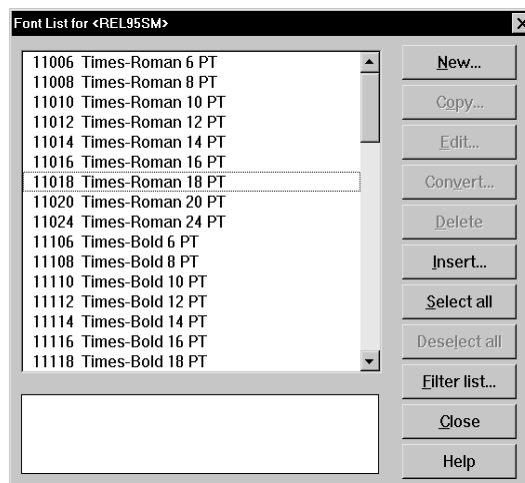 Font List for <REL95SM>
11006 Times-Roman 6 PT
11008 Times-Roman 8 PT
11010 Times-Roman 10 PT
11012 Times-Roman 12 PT
11014 Times-Roman 14 PT
11016 Times-Roman 16 PT
11018 Times-Roman 18 PT
11020 Times-Roman 20 PT
11024 Times-Roman 24 PT
11106 Times-Bold 6 PT
11108 Times-Bold 8 PT
11110 Times-Bold 10 PT
11112 Times-Bold 12 PT
11114 Times-Bold 14 PT
11116 Times-Bold 16 PT
11118 Times-Bold 18 PT
New...
Copy...
Edit...
Convert...
Delete
Insert...
Select all
Deselect all
Filter list...
Close
Help